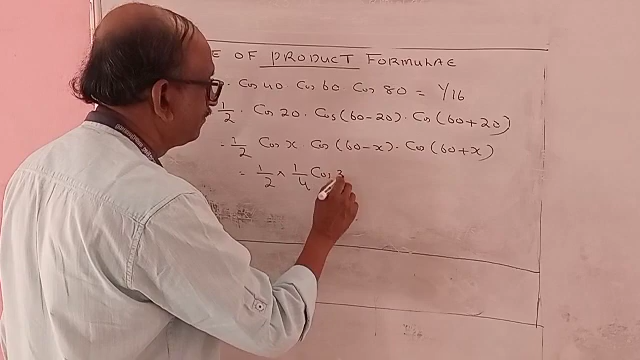 E OF PRODUCT FORMULAE
. Cos 40 . Cos 60 Cos 80 = 1/16
1/2 . Cos 20 . Cos (60-20) . Cos (60+20)
- 1/2 Cos x . Cos (60-x) . Cos (60+x)
= 1/2 × 1/4 Cos 3